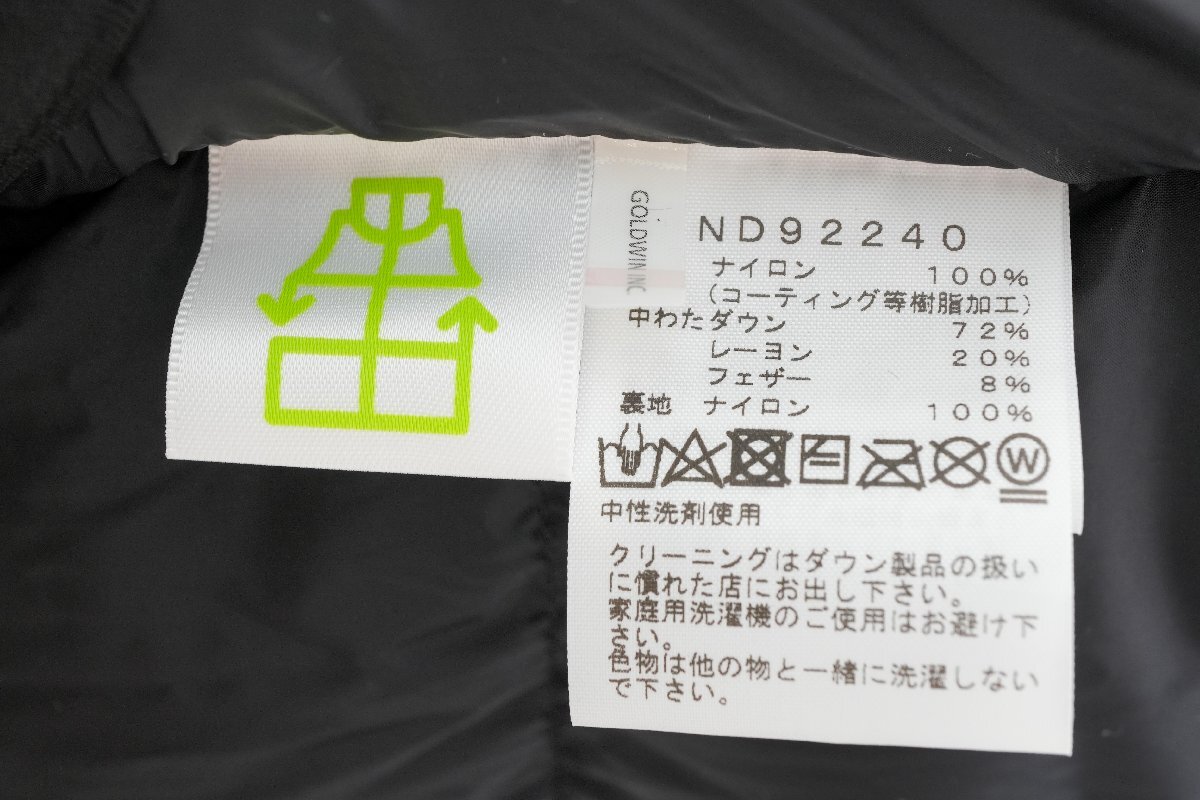 GOLDWIN INC
ND92240
ナイロン 100%
(コーティング等樹脂加工)
中わたダウン 72%
レーヨン 20%
フェザー 8%
裏地 ナイロン 100%
W
中性洗剤使用
クリーニングはダウン製品の扱い
に慣れた店にお出し下さい。
家庭用洗濯機のご使用はお避け下
さい。
色物は他の物と一緒に洗濯しない
で下さい。